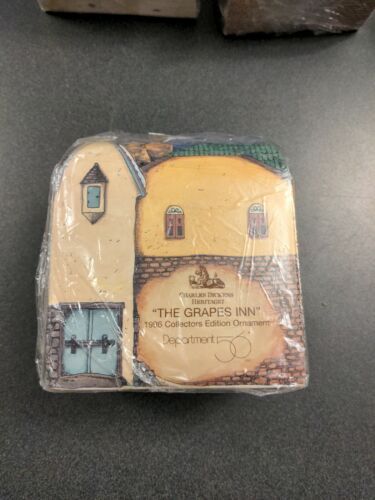 CHARLES DICKENS
HERITAGE
"THE GRAPES INN"
1996 Collectors Edition Ornament
Department 56